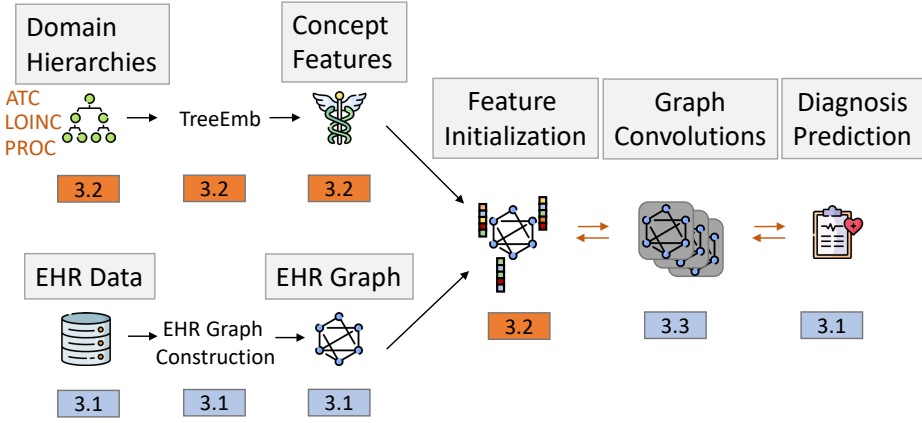 Domain
Hierarchies
Concept
Features
ATC
LOINC
PROC
TreeEmb
3.2
3.2
3.2
Feature
Initialization
Graph
Convolutions
Diagnosis
Prediction
EHR Data
EHR Graph
EHR Graph
Construction
3.1
3.1
3.1
3.2
3.3
3.1